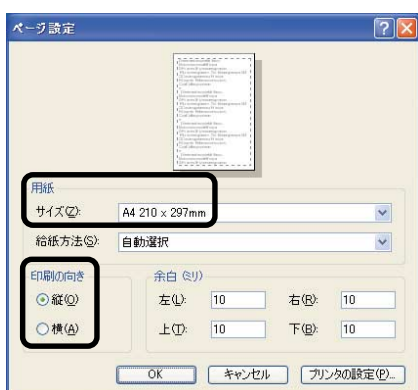 ページ設定
用紙
サイズ(Z): A4 210 x 297mm
給紙方法(S): 自動選択
印刷の向き
縦(O)
横(A)
余白 (ミリ)
左(L): 10 右(R): 10
上(T): 10 下(B): 10
OK キャンセル プリンタの設定(P)...